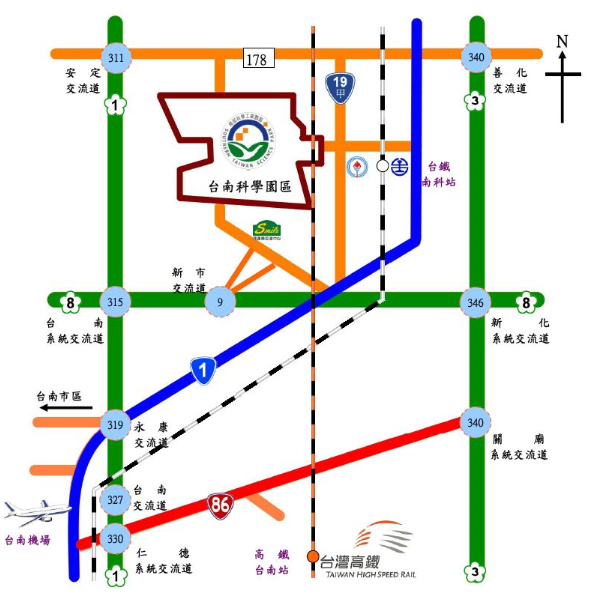 N
311
178
340
安定
交流道
19
甲
善化
交流道
1
3
TAIWAN SCIENCE
台南科學園區
台鐵
南科站
Smile
新市
交流道
8
315
9
346
8
台南
系統交流道
新化
系統交流道
1
台南市區
319
永康
交流道
340
關廟
系統交流道
327
台南
交流道
86
330
台南機場
仁德
系統交流道
高鐵
台南站
台灣高鐵
TAIWAN HIGH SPEED RAIL
1
3